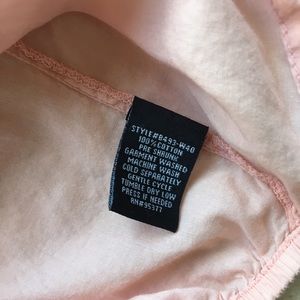 STYLE#B493-W40
100% COTTON
PRE SHRUNK
GARMENT WASHED
MACHINE WASH
COLD SEPARATELY
GENTLE CYCLE
TUMBLE DRY LOW
PRESS IF NEEDED
RN#95377